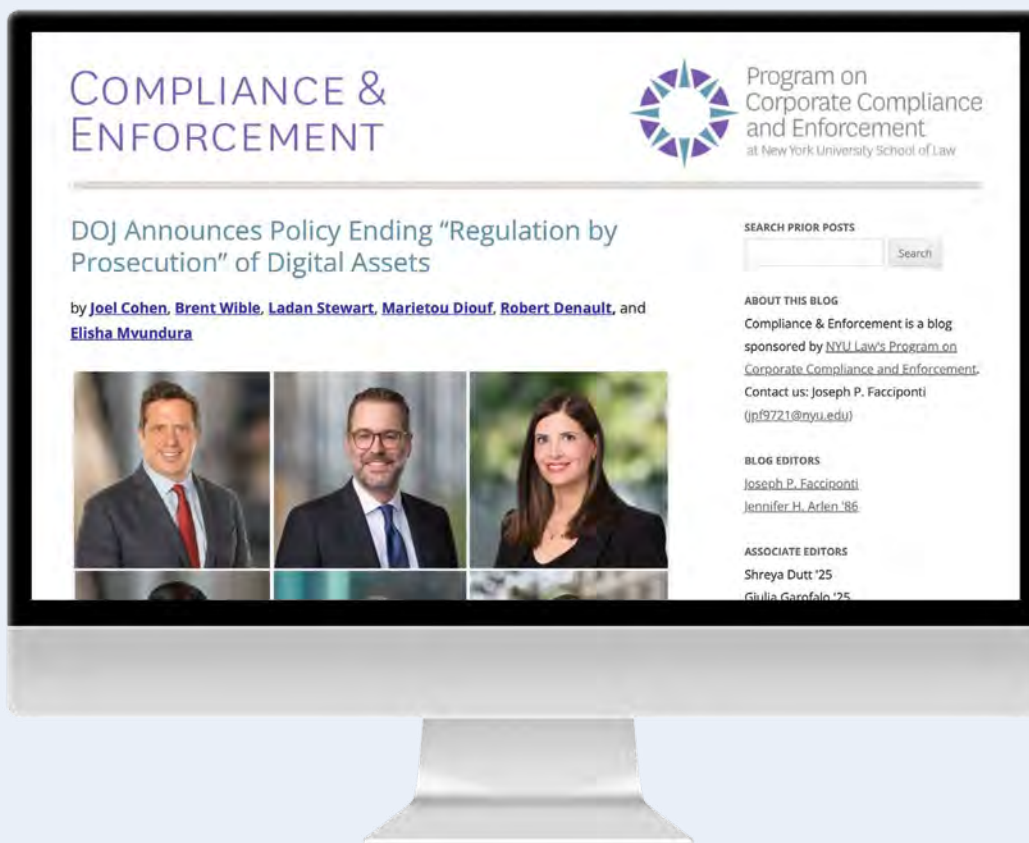 COMPLIANCE &
ENFORCEMENT
Program on
Corporate Compliance
and Enforcement
at New York University School of Law
DOJ Announces Policy Ending “Regulation by
Prosecution” of Digital Assets
by Joel Cohen, Brent Wible, Ladan Stewart, Marietou Diouf, Robert Denault, and
Elisha Mvundura
SEARCH PRIOR POSTS
Search
ABOUT THIS BLOG
Compliance & Enforcement is a blog
sponsored by NYU Law's Program on
Corporate Compliance and Enforcement.
Contact us: Joseph P. Facciponti
(jpf9721@nyu.edu)
BLOG EDITORS
Joseph P. Facciponti
Jennifer H. Arlen '86
ASSOCIATE EDITORS
Shreya Dutt '25
Giulia Garofalo '25